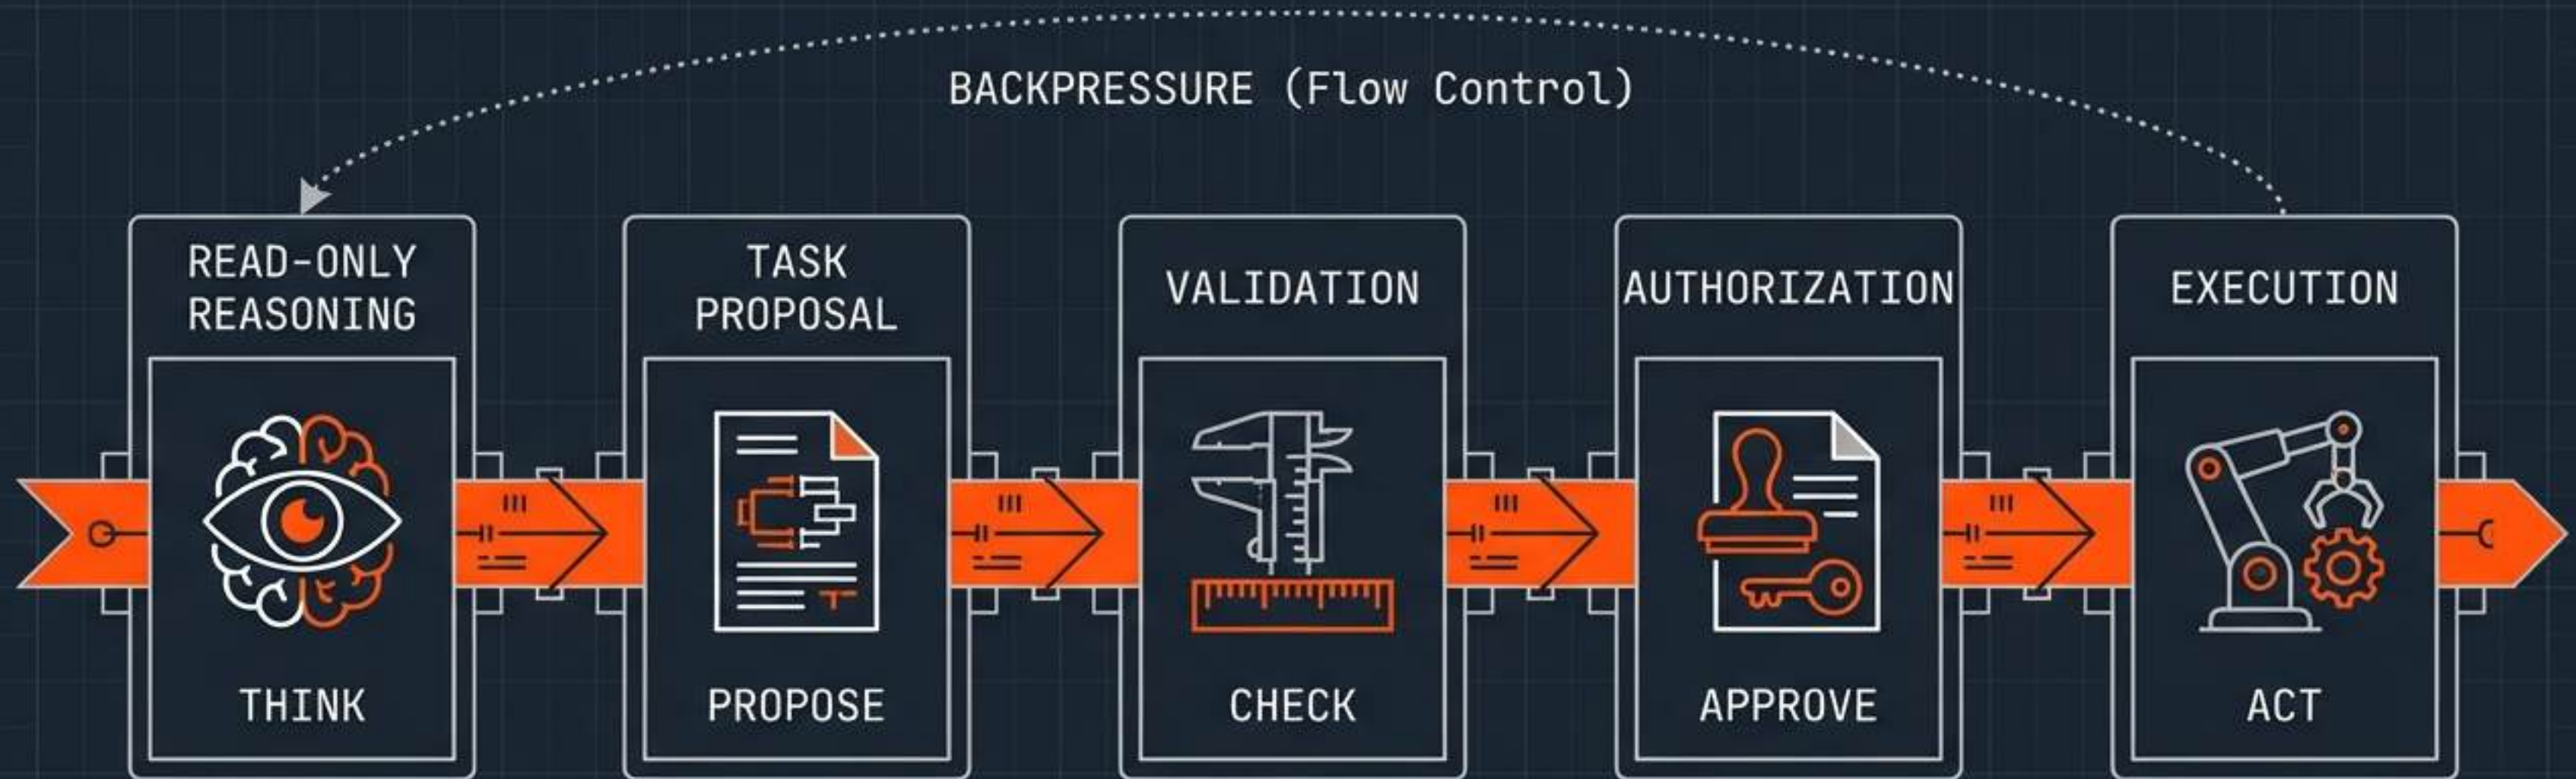 BACKPRESSURE (Flow Control)
READ-ONLY
REASONING
THINK
TASK
PROPOSAL
PROPOSE
VALIDATION
CHECK
AUTHORIZATION
APPROVE
EXECUTION
ACT